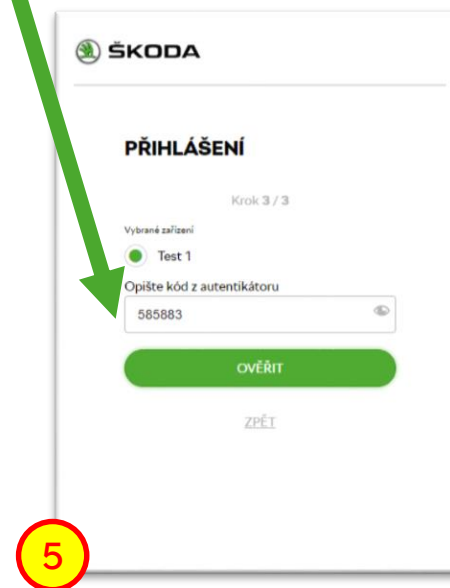 ŠKODA
PŘIHLÁŠENÍ
Krok 3 / 3
Vybrané zařízení
Test 1
Opište kód z autentikátoru
585883
OVĚŘIT
ZPĚT
5